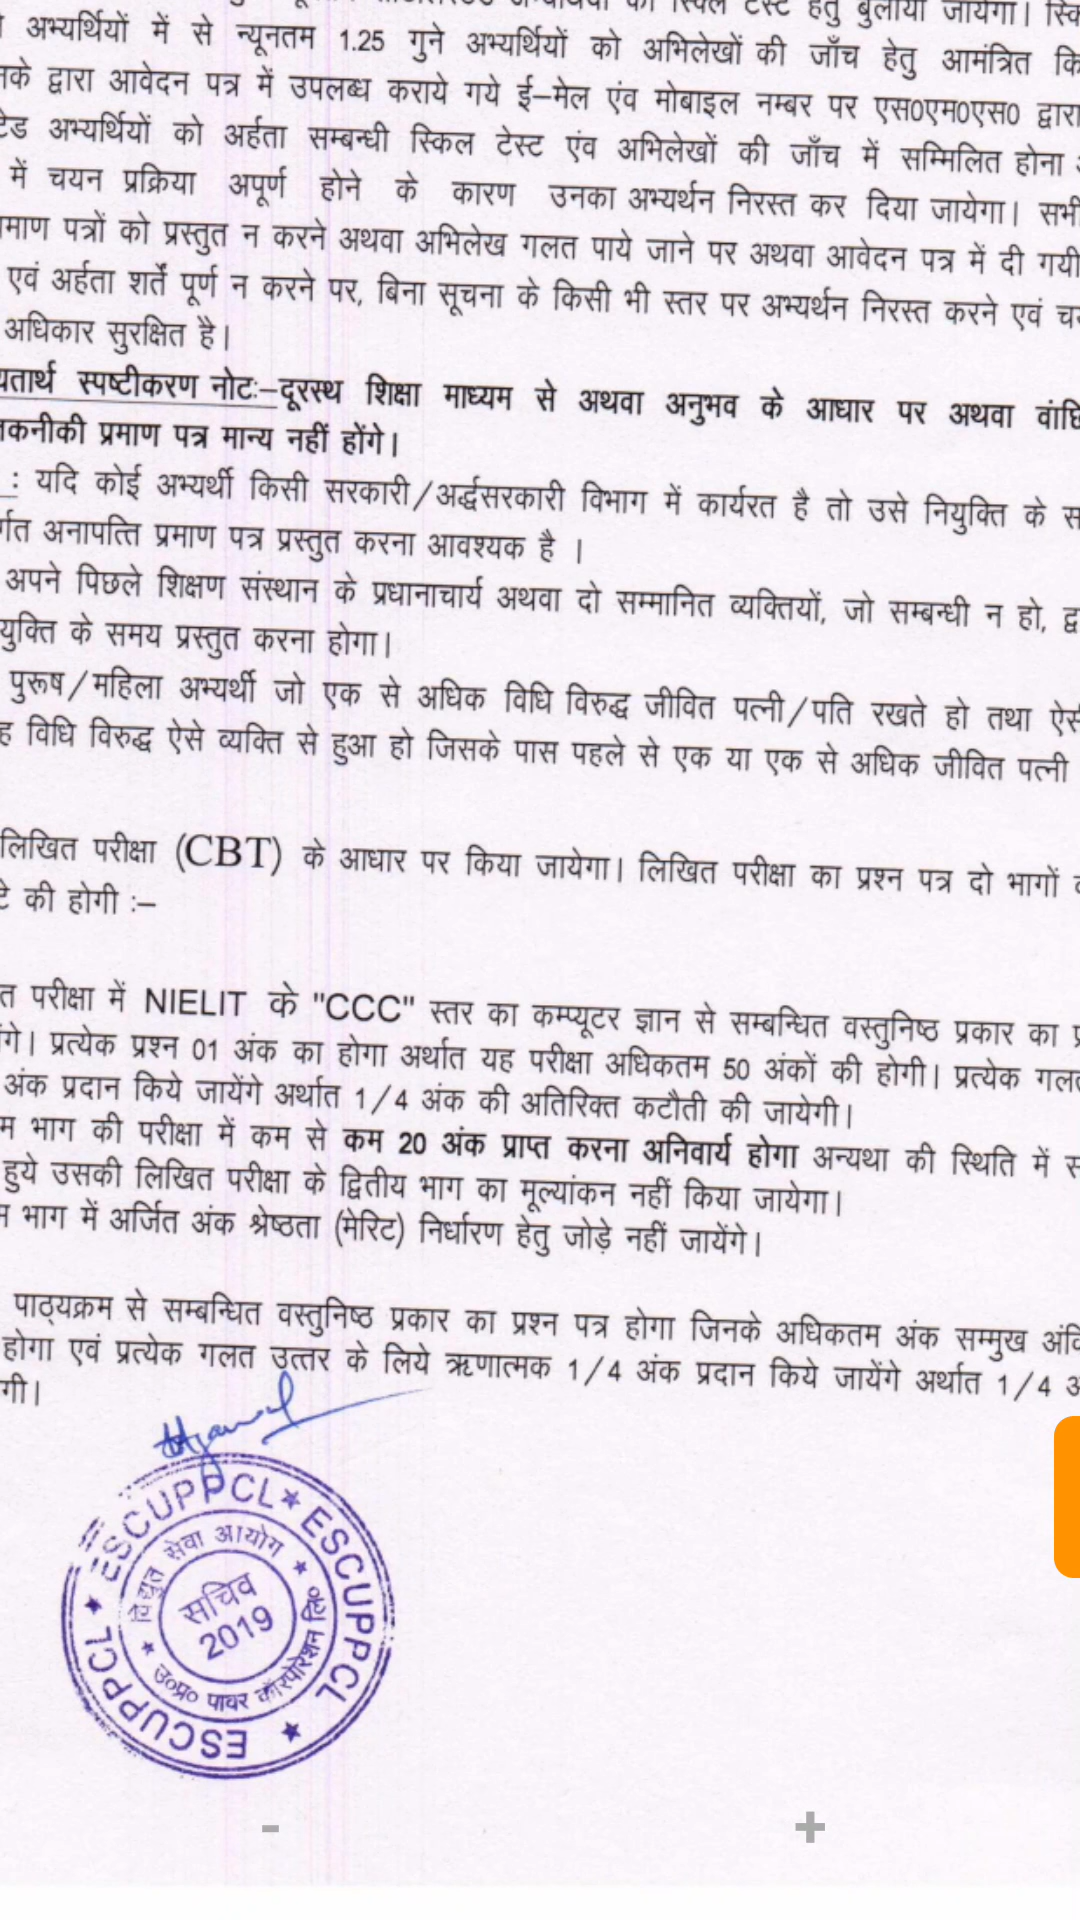 हेतु बुलाया जायेगा।
अभ्यर्थियों में से न्यूनतम 1.25 गुने अभ्यर्थियों को अभिलेखों की जाँच हेतु आमंत्रित
के द्वारा आवेदन पत्र में उपलब्ध कराये गये ई–मेल एंव मोबाइल नम्बर पर एस0एम0एस0 द्वारा
अभ्यर्थियों को अर्हता सम्बन्धी स्किल टेस्ट एंव अभिलेखों की जाँच में सम्मिलित होना
में चयन प्रक्रिया अपूर्ण होने के कारण उनका अभ्यर्थन निरस्त कर दिया जायेगा। सभी
पत्रों को प्रस्तुत न करने अथवा अभिलेख गलत पाये जाने पर अथवा आवेदन पत्र में दी गयी
एवं अर्हता शर्ते पूर्ण न करने पर, बिना सूचना के किसी भी स्तर पर अभ्यर्थन निरस्त करने एवं
अधिकार सुरक्षित है।
स्पष्टीकरण नोटः–दूरस्थ शिक्षा माध्यम से अथवा अनुभव के आधार पर अथवा
प्रमाण पत्र मान्य नहीं होंगे।
: यदि कोई अभ्यर्थी किसी सरकारी/अर्द्धसरकारी विभाग में कार्यरत है तो उसे नियुक्ति के
अनापत्ति प्रमाण पत्र प्रस्तुत करना आवश्यक है ।
अपने पिछले शिक्षण संस्थान के प्रधानाचार्य अथवा दो सम्मानित व्यक्तियों, जो सम्बन्धी न हो,
के समय प्रस्तुत करना होगा।
पुरूष/महिला अभ्यर्थी जो एक से अधिक विधि विरुद्ध जीवित पत्नी/पति रखते हो तथा
विधि विरुद्ध ऐसे व्यक्ति से हुआ हो जिसके पास पहले से एक या एक से अधिक जीवित पत्नी
लिखित परीक्षा (CBT) के आधार पर किया जायेगा। लिखित परीक्षा का प्रश्न पत्र दो भागों
की होगी :–
परीक्षा में NIELIT के "CCC" स्तर का कम्प्यूटर ज्ञान से सम्बन्धित वस्तुनिष्ठ प्रकार का
प्रत्येक प्रश्न 01 अंक का होगा अर्थात यह परीक्षा अधिकतम 50 अंकों की होगी। प्रत्येक
अंक प्रदान किये जायेंगे अर्थात 1/4 अंक की अतिरिक्त कटौती की जायेगी।
भाग की परीक्षा में कम से कम 20 अंक प्राप्त करना अनिवार्य होगा अन्यथा की स्थिति में
हुये उसकी लिखित परीक्षा के द्वितीय भाग का मूल्यांकन नहीं किया जायेगा।
भाग में अर्जित अंक श्रेष्ठता (मेरिट) निर्धारण हेतु जोड़े नहीं जायेंगे।
पाठ्यक्रम से सम्बन्धित वस्तुनिष्ठ प्रकार का प्रश्न पत्र होगा जिनके अधिकतम अंक सम्मुख
होगा एवं प्रत्येक गलत उत्तर के लिये ऋणात्मक 1/4 अंक प्रदान किये जायेंगे अर्थात 1/4
ESCUPPCL ★ ESCUPPCL ★ ESCUPPCL ★
विद्युत सेवा आयोग ★
उ०प्र० पावर कॉरपोरेशन लि० ★
सचिव
2019
- +